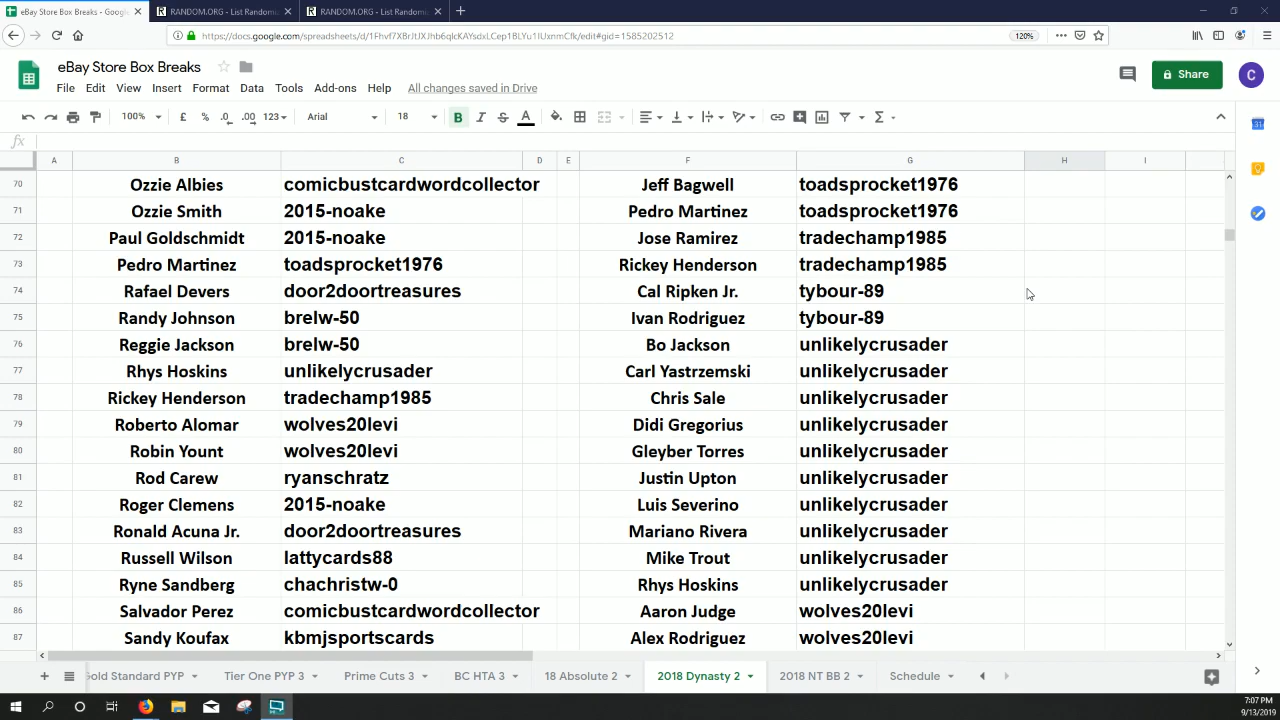 eBay Store Box Breaks - Googl
RANDOM.ORG - List Randomi
RANDOM.ORG - List Randomi
120%
eBay Store Box Breaks
File Edit View Insert Format Data Tools Add-ons Help All changes saved in Drive
Share
C
100% £ % .0 .00 123 Arial 18 B I S A
fx
A B C D E F G H I
70 Ozzie Albies comicbustcardwordcollector Jeff Bagwell toadsprocket1976
71 Ozzie Smith 2015-noake Pedro Martinez toadsprocket1976
72 Paul Goldschmidt 2015-noake Jose Ramirez tradechamp1985
73 Pedro Martinez toadsprocket1976 Rickey Henderson tradechamp1985
74 Rafael Devers door2doortreasures Cal Ripken Jr. tybour-89
75 Randy Johnson brelw-50 Ivan Rodriguez tybour-89
76 Reggie Jackson brelw-50 Bo Jackson unlikelycrusader
77 Rhys Hoskins unlikelycrusader Carl Yastrzemski unlikelycrusader
78 Rickey Henderson tradechamp1985 Chris Sale unlikelycrusader
79 Roberto Alomar wolves20levi Didi Gregorius unlikelycrusader
80 Robin Yount wolves20levi Gleyber Torres unlikelycrusader
81 Rod Carew ryanschratz Justin Upton unlikelycrusader
82 Roger Clemens 2015-noake Luis Severino unlikelycrusader
83 Ronald Acuna Jr. door2doortreasures Mariano Rivera unlikelycrusader
84 Russell Wilson lattycards88 Mike Trout unlikelycrusader
85 Ryne Sandberg chachristw-0 Rhys Hoskins unlikelycrusader
86 Salvador Perez comicbustcardwordcollector Aaron Judge wolves20levi
87 Sandy Koufax kbmjsportscards Alex Rodriguez wolves20levi
Gold Standard PYP Tier One PYP 3 Prime Cuts 3 BC HTA 3 18 Absolute 2 2018 Dynasty 2 2018 NT BB 2 Schedule
7:07 PM
9/13/2019